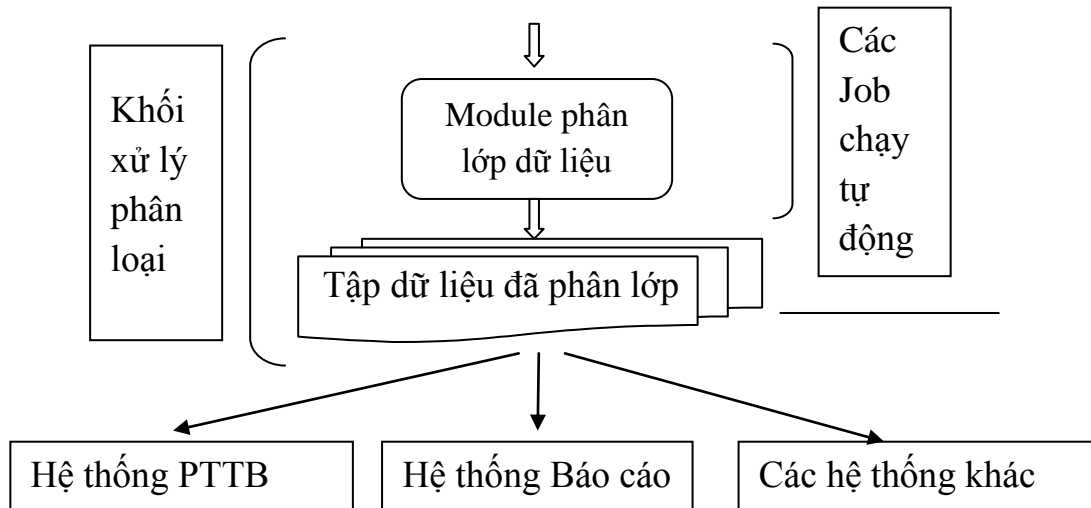 Khối
xử lý
phân
loại
Module phân
lớp dữ liệu
Các
Job
chạy
tự
động
Tập dữ liệu đã phân lớp
Hệ thống PTTB
Hệ thống Báo cáo
Các hệ thống khác